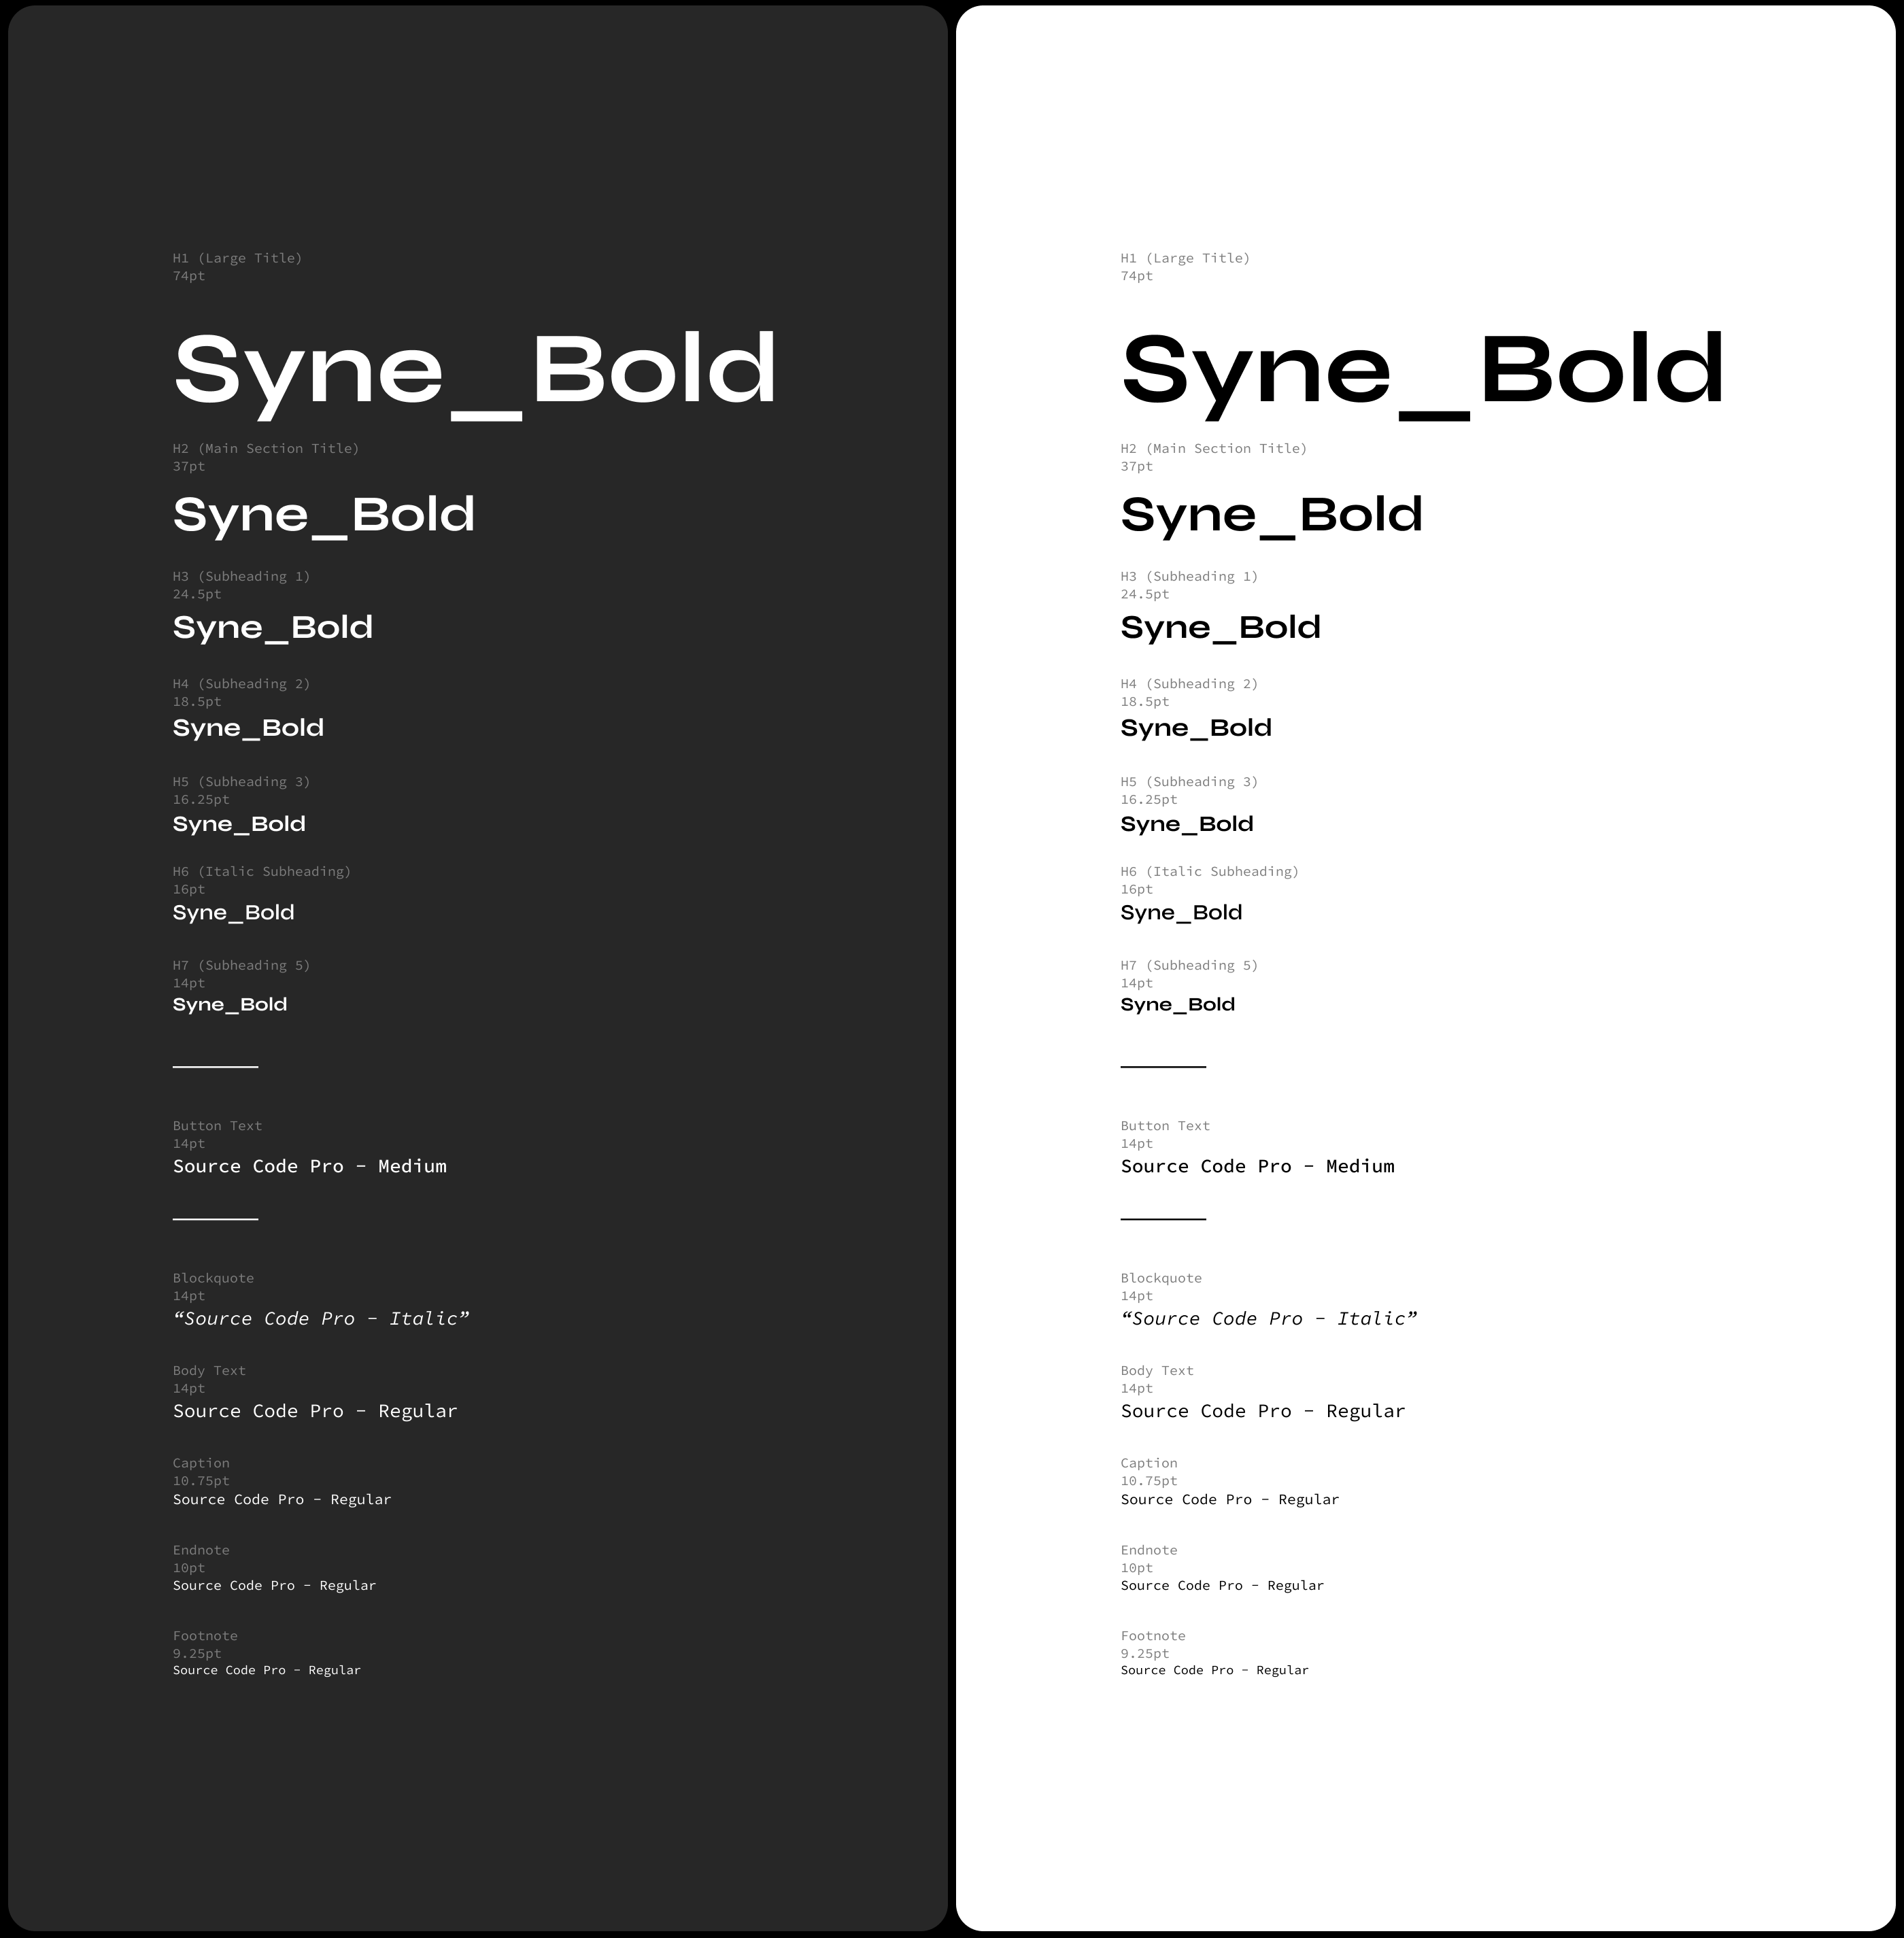 H1 (Large Title)
74pt
Syne_Bold
H2 (Main Section Title)
37pt
Syne_Bold
H3 (Subheading 1)
24.5pt
Syne_Bold
H4 (Subheading 2)
18.5pt
Syne_Bold
H5 (Subheading 3)
16.25pt
Syne_Bold
H6 (Italic Subheading)
16pt
Syne_Bold
H7 (Subheading 5)
14pt
Syne_Bold
Button Text
14pt
Source Code Pro - Medium
Blockquote
14pt
“Source Code Pro - Italic”
Body Text
14pt
Source Code Pro - Regular
Caption
10.75pt
Source Code Pro - Regular
Endnote
10pt
Source Code Pro - Regular
Footnote
9.25pt
Source Code Pro - Regular
H1 (Large Title)
74pt
Syne_Bold
H2 (Main Section Title)
37pt
Syne_Bold
H3 (Subheading 1)
24.5pt
Syne_Bold
H4 (Subheading 2)
18.5pt
Syne_Bold
H5 (Subheading 3)
16.25pt
Syne_Bold
H6 (Italic Subheading)
16pt
Syne_Bold
H7 (Subheading 5)
14pt
Syne_Bold
Button Text
14pt
Source Code Pro - Medium
Blockquote
14pt
“Source Code Pro - Italic”
Body Text
14pt
Source Code Pro - Regular
Caption
10.75pt
Source Code Pro - Regular
Endnote
10pt
Source Code Pro - Regular
Footnote
9.25pt
Source Code Pro - Regular